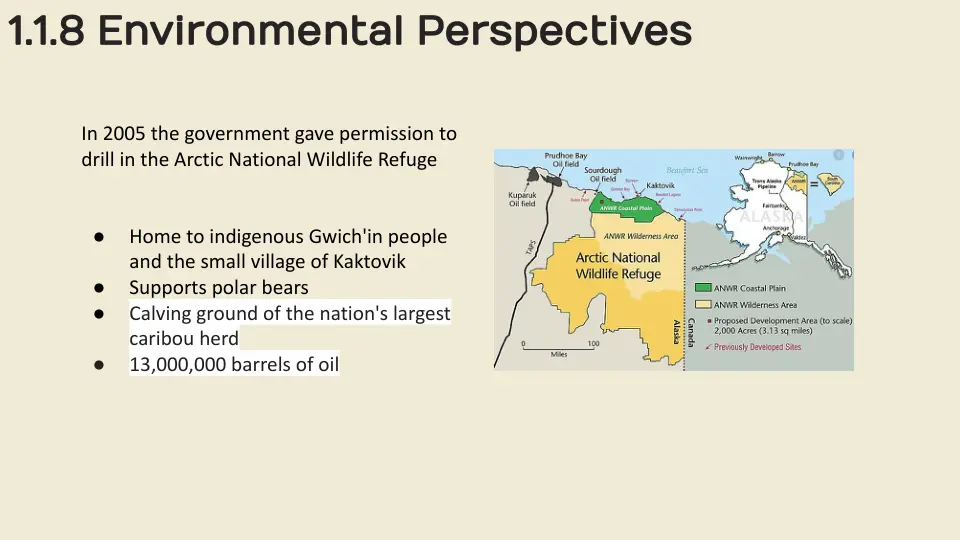 1.1.8 Environmental Perspectives
In 2005 the government gave permission to
drill in the Arctic National Wildlife Refuge
● Home to indigenous Gwich'in people
and the small village of Kaktovik
● Supports polar bears
● Calving ground of the nation's largest
caribou herd
● 13,000,000 barrels of oil
Prudhoe Bay
Oil field
Sourdough
Oil field
Kuparuk
Oil field
Kaktovik
Beaufort Sea
ANWR Coastal Plain
ANWR Wilderness Area
Arctic National
Wildlife Refuge
TAPS
0 100
Miles
Alaska
Canada
Wainwright
Barrow
Prudhoe Bay
Trans Alaska
Pipeline
=
South
Carolina
Fairbanks
ALASKA
Anchorage
Valdez
ANWR Coastal Plain
ANWR Wilderness Area
Proposed Development Area (to scale)
2,000 Acres (3.13 sq miles)
Previously Developed Sites